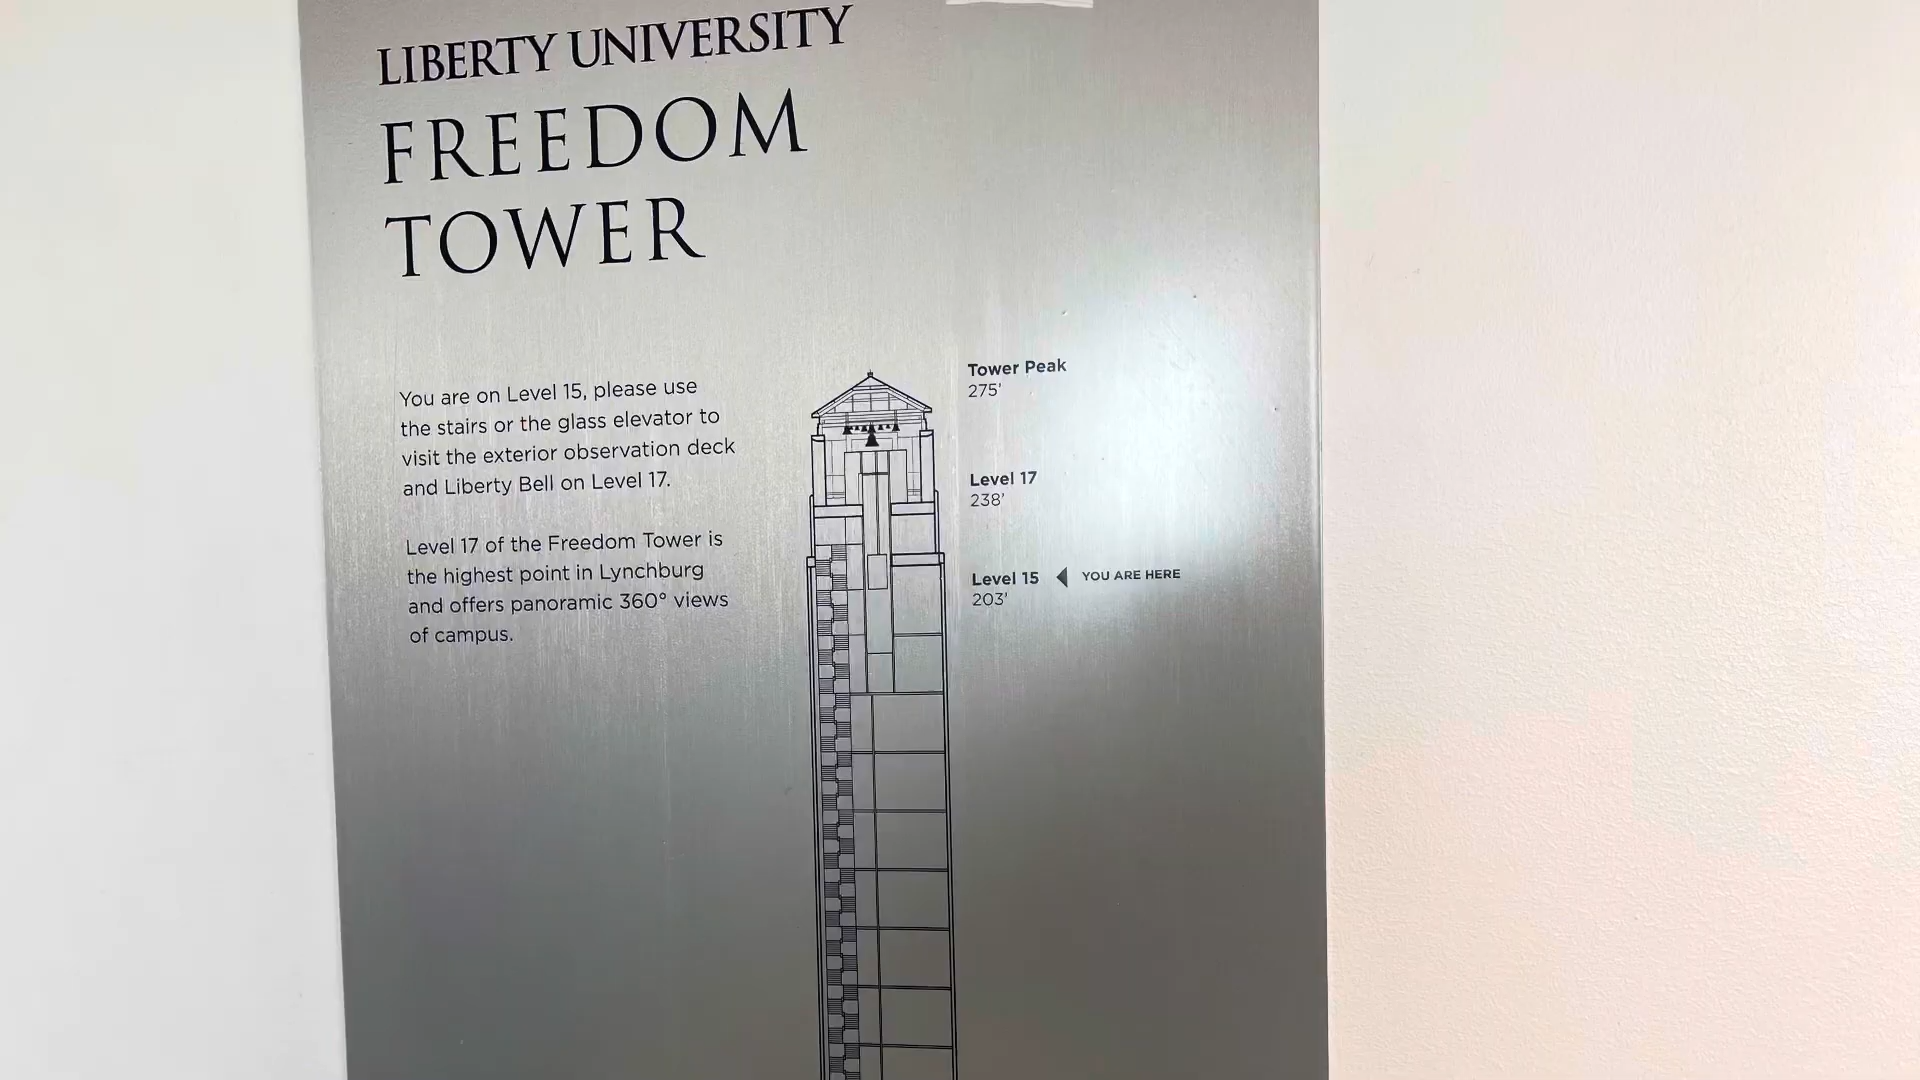 LIBERTY UNIVERSITY
FREEDOM
TOWER
You are on Level 15, please use
the stairs or the glass elevator to
visit the exterior observation deck
and Liberty Bell on Level 17.
Level 17 of the Freedom Tower is
the highest point in Lynchburg
and offers panoramic 360° views
of campus.
Tower Peak
275'
Level 17
238'
Level 15 YOU ARE HERE
203'